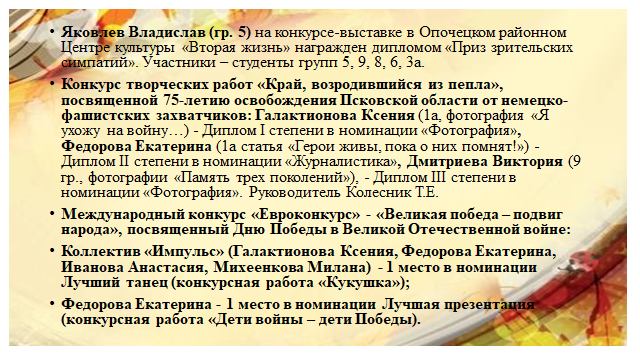 • Яковлев Владислав (гр. 5) на конкурсе-выставке в Опочецком районном
Центре культуры «Вторая жизнь» награжден дипломом «Приз зрительских
симпатий». Участники – студенты групп 5, 9, 8, 6, 3а.
• Конкурс творческих работ «Край, возродившийся из пепла»,
посвященной 75-летию освобождения Псковской области от немецко-
фашистских захватчиков: Галактионова Ксения (1а, фотография «Я
ухожу на войну…) - Диплом I степени в номинации «Фотография»,
Федорова Екатерина (1а статья «Герои живы, пока о них помнят!») -
Диплом II степени в номинации «Журналистика», Дмитриева Виктория (9
гр., фотографии «Память трех поколений»), - Диплом III степени в
номинации «Фотография». Руководитель Колесник Т.Е.
• Международный конкурс «Евроконкурс» - «Великая победа – подвиг
народа», посвященный Дню Победы в Великой Отечественной войне:
• Коллектив «Импульс» (Галактионова Ксения, Федорова Екатерина,
Иванова Анастасия, Михеенкова Милана) - 1 место в номинации
Лучший танец (конкурсная работа «Кукушка»);
• Федорова Екатерина - 1 место в номинации Лучшая презентация
(конкурсная работа «Дети войны – дети Победы).